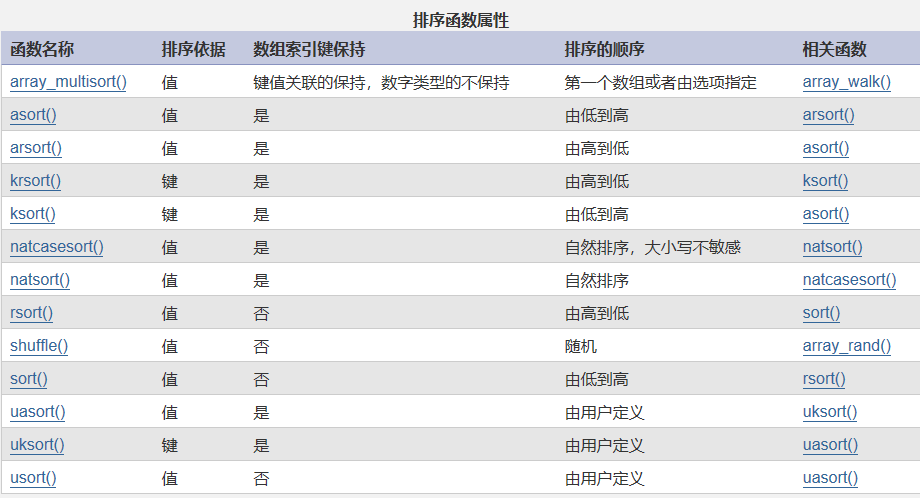 排序函数属性
函数名称 排序依据 数组索引键保持 排序的顺序 相关函数
array_multisort() 值 键值关联的保持，数字类型的不保持 第一个数组或者由选项指定 array_walk()
asort() 值 是 由低到高 arsort()
arsort() 值 是 由高到低 asort()
krsort() 键 是 由高到低 ksort()
ksort() 键 是 由低到高 asort()
natcasesort() 值 是 自然排序，大小写不敏感 natsort()
natsort() 值 是 自然排序 natcasesort()
rsort() 值 否 由高到低 sort()
shuffle() 值 否 随机 array_rand()
sort() 值 否 由低到高 rsort()
uasort() 值 是 由用户定义 uksort()
uksort() 键 是 由用户定义 uasort()
usort() 值 否 由用户定义 uasort()